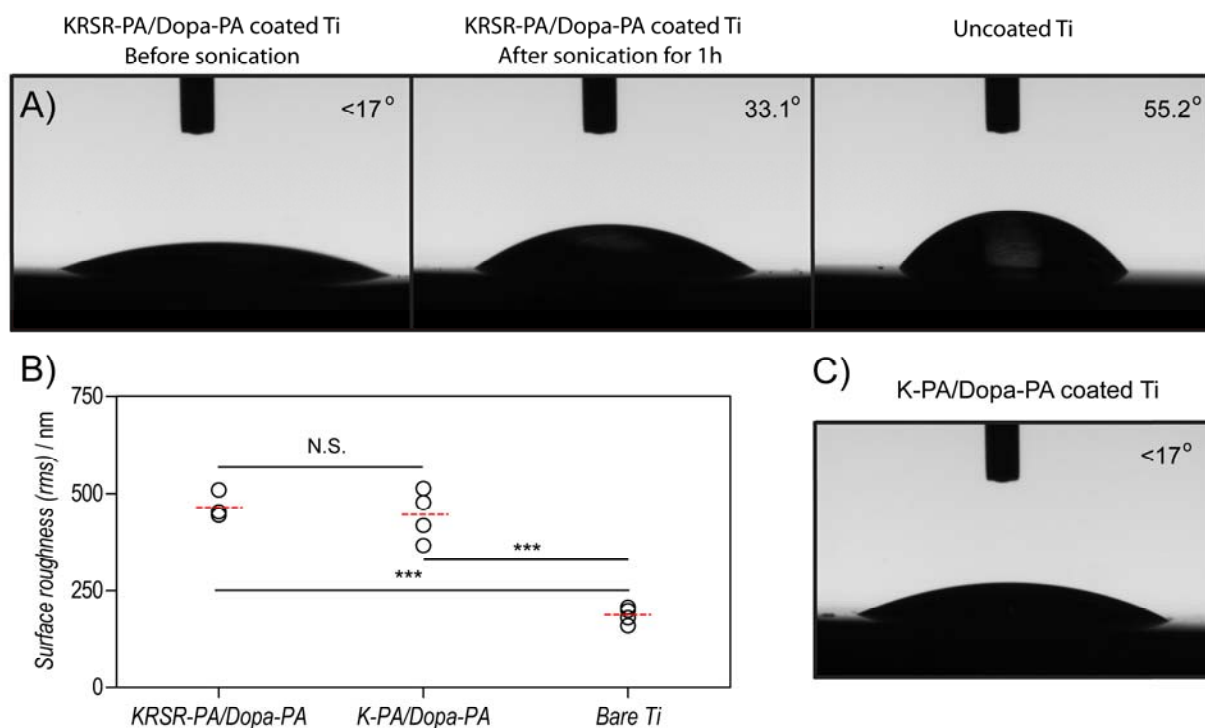 KRSR-PA/Dopa-PA coated Ti
Before sonication
KRSR-PA/Dopa-PA coated Ti
After sonication for 1h
Uncoated Ti
A)
<17°
33.1°
55.2°
B)
750
500
250
0
Surface roughness (rms) / nm
N.S.
***
***
KRSR-PA/Dopa-PA
K-PA/Dopa-PA
Bare Ti
C)
K-PA/Dopa-PA coated Ti
<17°